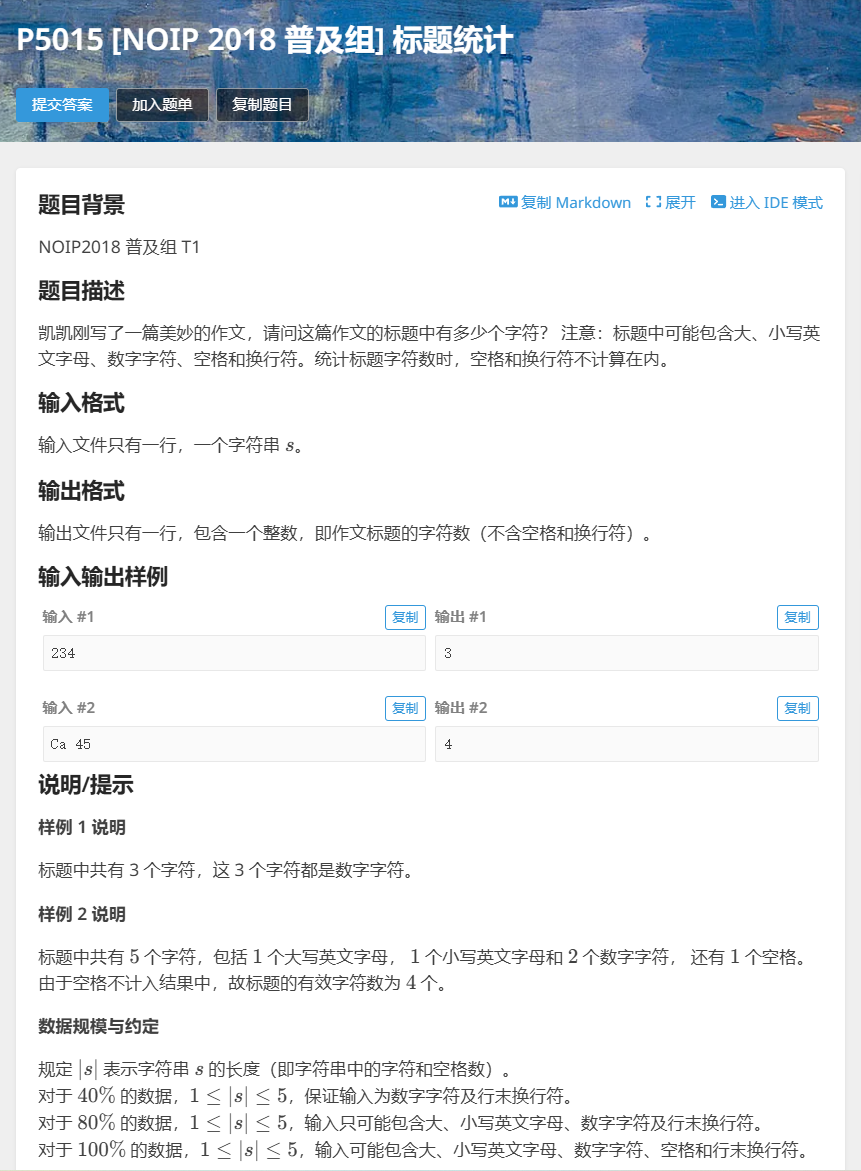 P5015 [NOIP 2018 普及组] 标题统计
提交答案 加入题单 复制题目
题目背景
复制 Markdown 展开 进入 IDE 模式
NOIP2018 普及组 T1
题目描述
凯凯刚写了一篇美妙的作文，请问这篇作文的标题中有多少个字符？ 注意：标题中可能包含大、小写英
文字母、数字字符、空格和换行符。统计标题字符数时，空格和换行符不计算在内。
输入格式
输入文件只有一行，一个字符串 s。
输出格式
输出文件只有一行，包含一个整数，即作文标题的字符数（不含空格和换行符）。
输入输出样例
输入 #1 复制 输出 #1 复制
234 3
输入 #2 复制 输出 #2 复制
Ca 45 4
说明/提示
样例 1 说明
标题中共有 3 个字符，这 3 个字符都是数字字符。
样例 2 说明
标题中共有 5 个字符，包括 1 个大写英文字母， 1 个小写英文字母和 2 个数字字符， 还有 1 个空格。
由于空格不计入结果中，故标题的有效字符数为 4 个。
数据规模与约定
规定 |s| 表示字符串 s 的长度（即字符串中的字符和空格数）。
对于 40% 的数据，1 ≤ |s| ≤ 5，保证输入为数字字符及行末换行符。
对于 80% 的数据，1 ≤ |s| ≤ 5，输入只可能包含大、小写英文字母、数字字符及行末换行符。
对于 100% 的数据，1 ≤ |s| ≤ 5，输入可能包含大、小写英文字母、数字字符、空格和行末换行符。